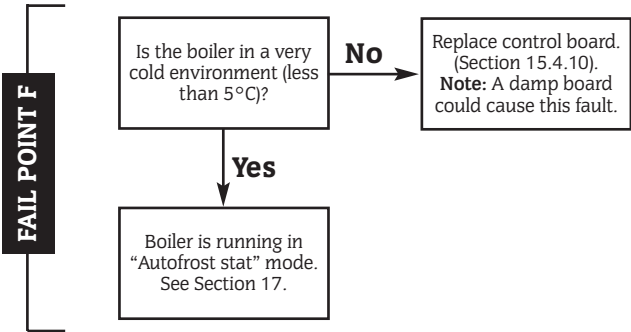 FAIL POINT F
Is the boiler in a very
cold environment (less
than 5°C)?
No
Replace control board.
(Section 15.4.10).
Note: A damp board
could cause this fault.
Yes
Boiler is running in
“Autofrost stat” mode.
See Section 17.